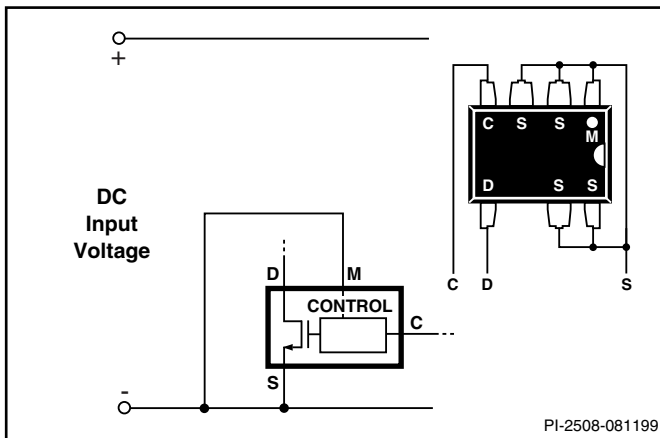 +
C S S
M
D S S
C D S
DC
Input
Voltage
D M
CONTROL
C
S
-
PI-2508-081199